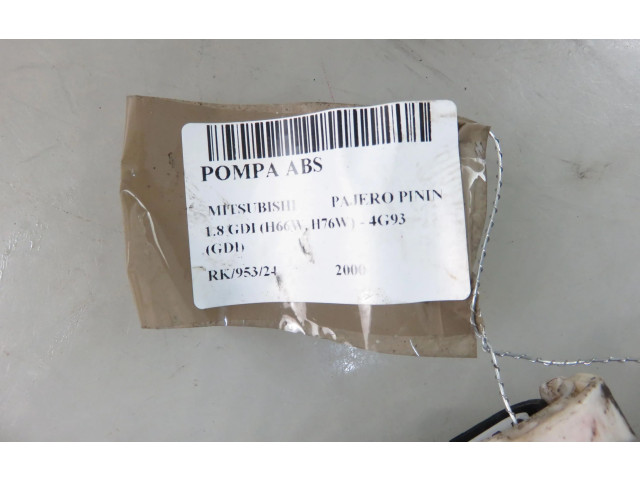 POMPA ABS
MITSUBISHI PAJERO PININ
1.8 GDI (H66W, H76W) - 4G93
(GDI)
RK/953/24 2000